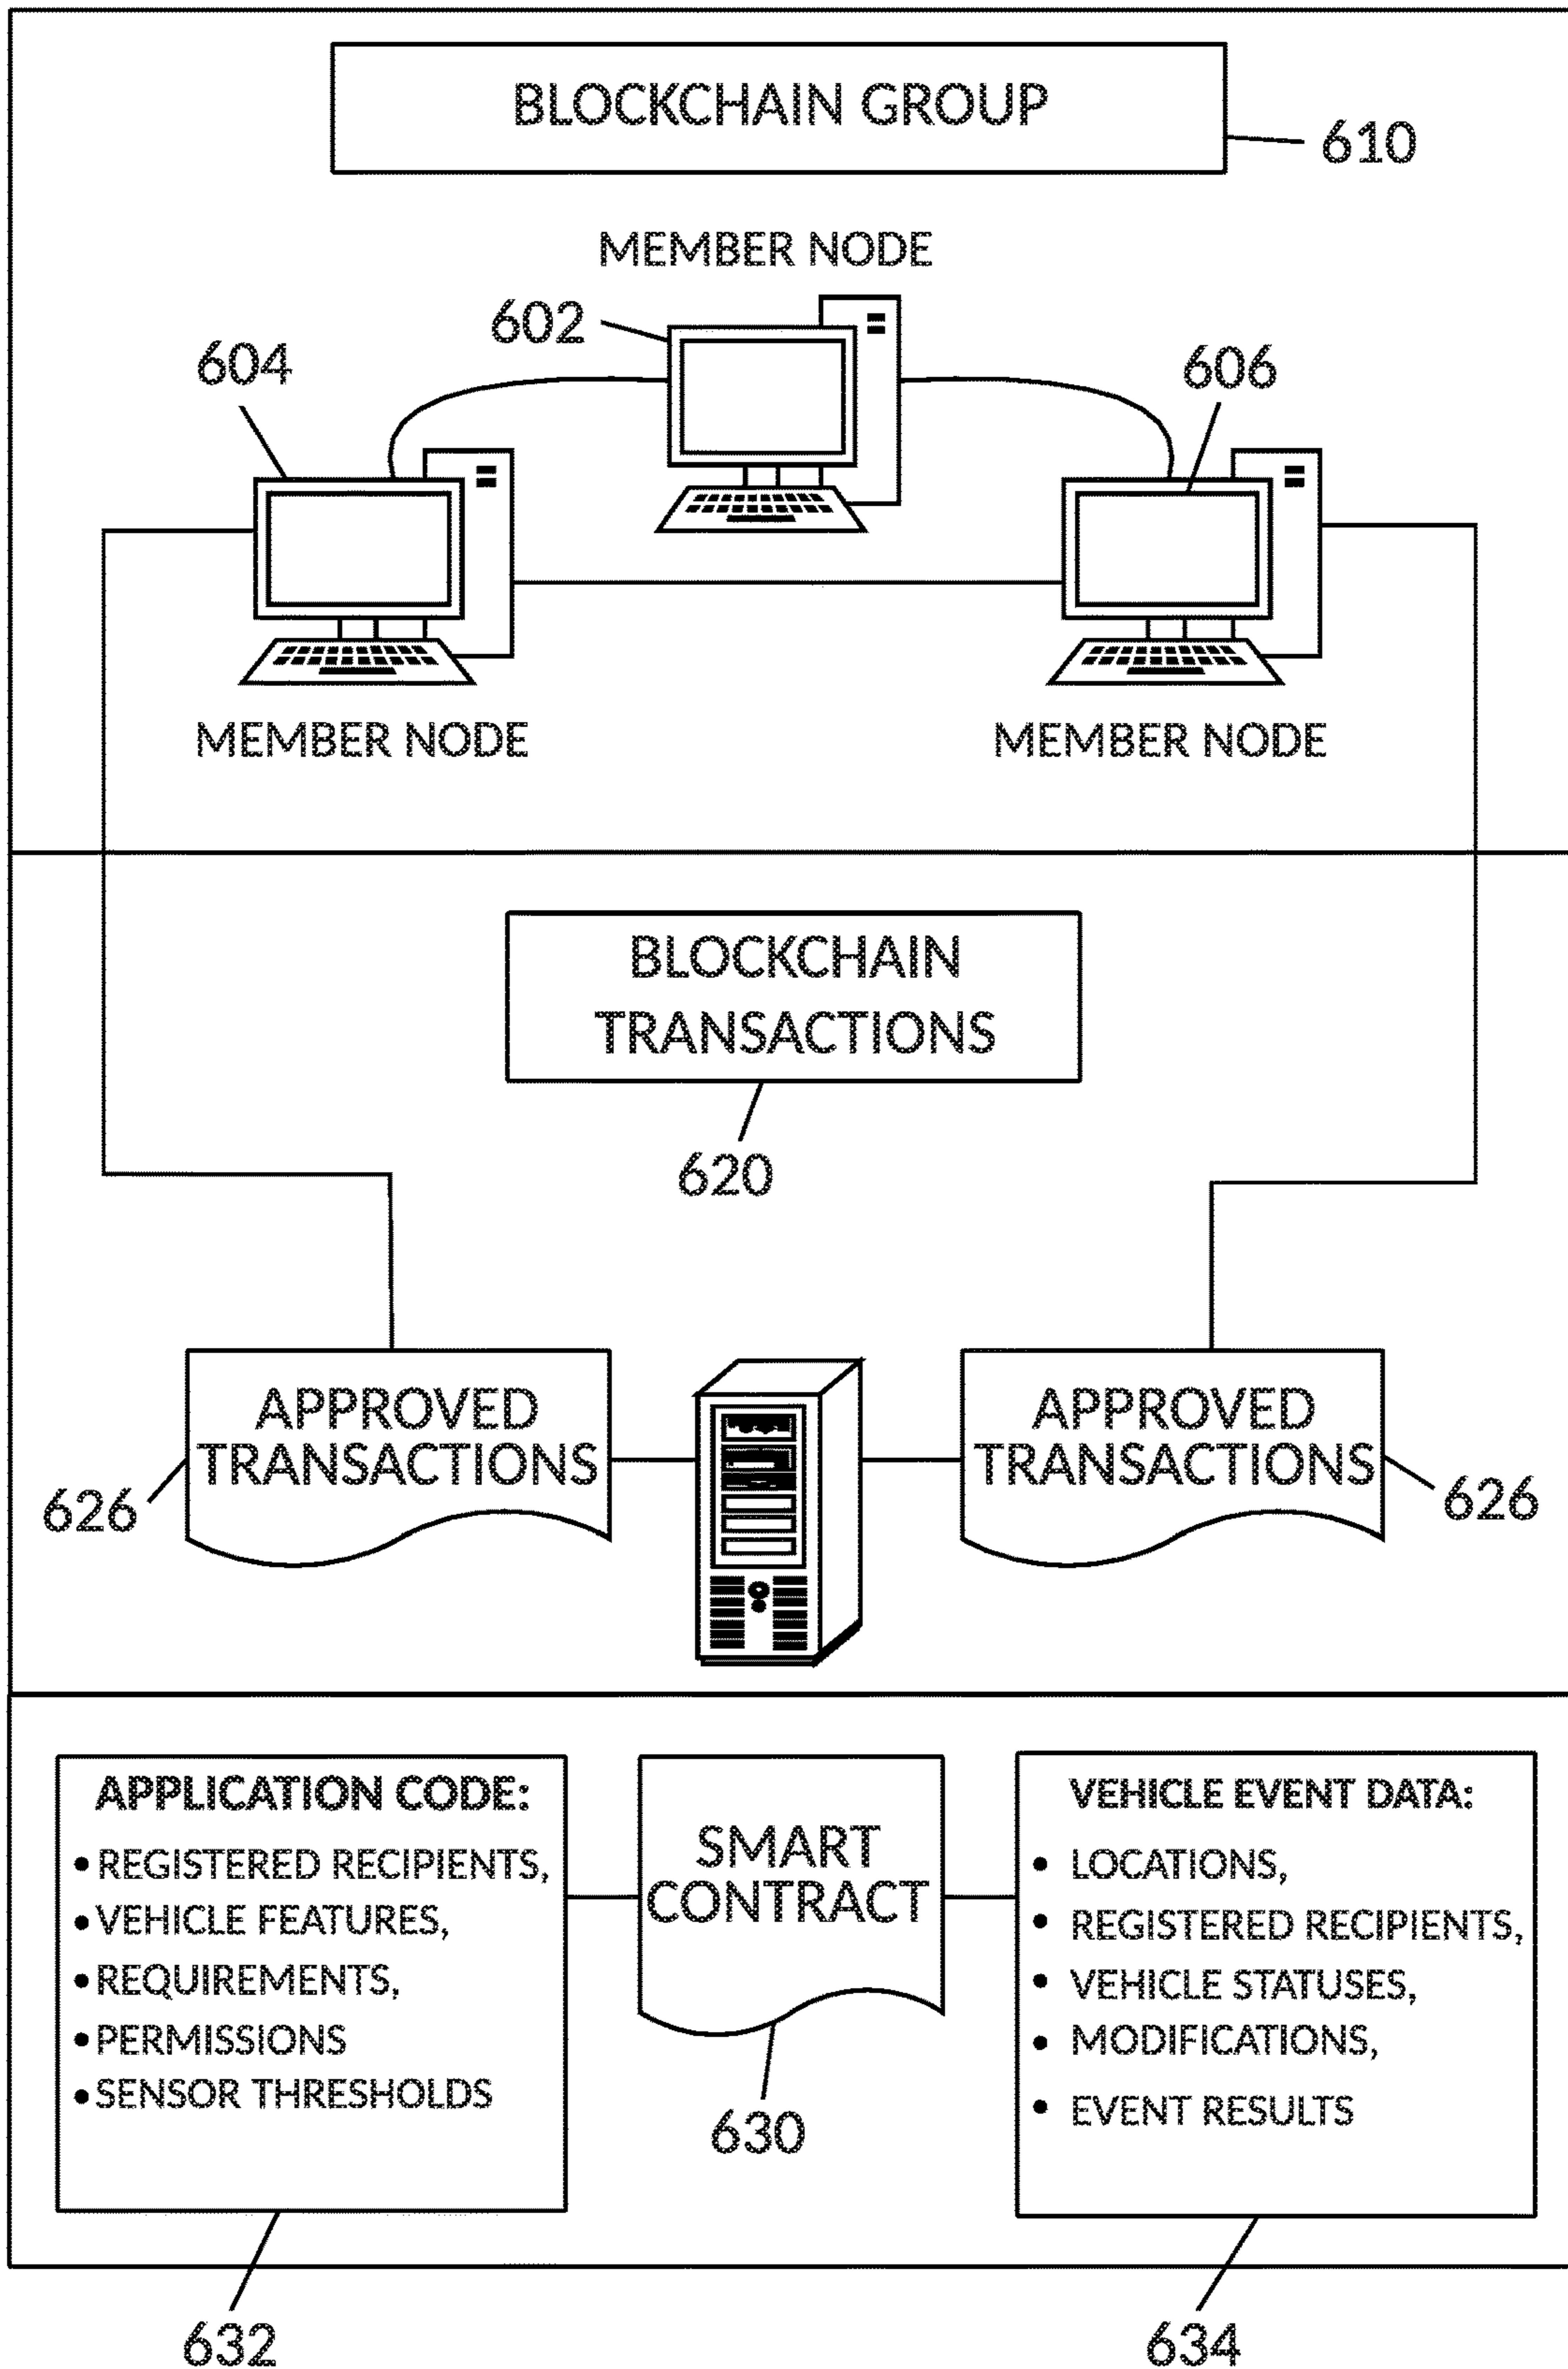 BLOCKCHAIN GROUP
610
MEMBER NODE
602
604
606
MEMBER NODE
MEMBER NODE
BLOCKCHAIN
TRANSACTIONS
620
APPROVED
TRANSACTIONS
626
APPROVED
TRANSACTIONS
626
APPLICATION CODE:
• REGISTERED RECIPIENTS,
• VEHICLE FEATURES,
• REQUIREMENTS,
• PERMISSIONS
• SENSOR THRESHOLDS
SMART
CONTRACT
630
VEHICLE EVENT DATA:
• LOCATIONS,
• REGISTERED RECIPIENTS,
• VEHICLE STATUSES,
• MODIFICATIONS,
• EVENT RESULTS
632
634